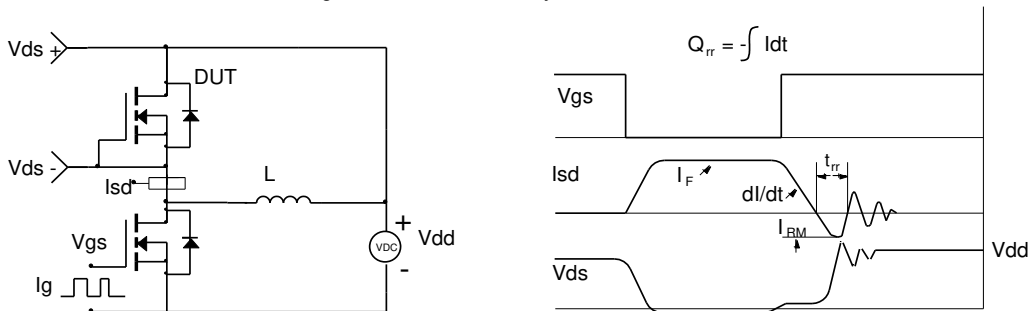 Vds +
DUT
Vds -
Isd
L
Vgs
+
VDC
Vdd
-
Ig
Qrr = -∫ Idt
Vgs
trr
Isd
IF
dI/dt
IRM
Vdd
Vds